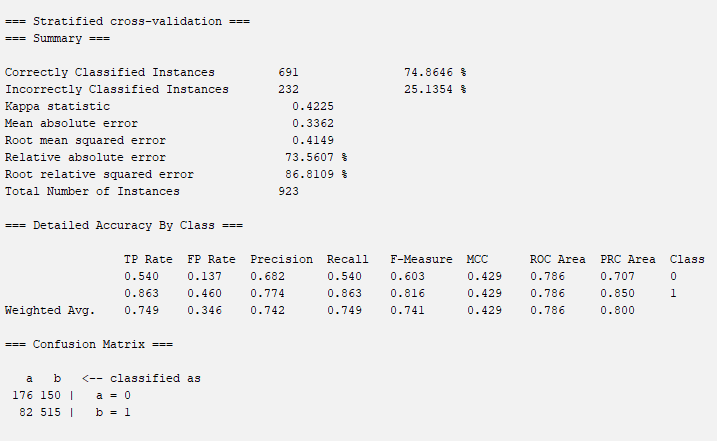 === Stratified cross-validation ===
=== Summary ===
Correctly Classified Instances 691 74.8646 %
Incorrectly Classified Instances 232 25.1354 %
Kappa statistic 0.4225
Mean absolute error 0.3362
Root mean squared error 0.4149
Relative absolute error 73.5607 %
Root relative squared error 86.8109 %
Total Number of Instances 923
=== Detailed Accuracy By Class ===
TP Rate FP Rate Precision Recall F-Measure MCC ROC Area PRC Area Class
0.540 0.137 0.682 0.540 0.603 0.429 0.786 0.707 0
0.863 0.460 0.774 0.863 0.816 0.429 0.786 0.850 1
Weighted Avg. 0.749 0.346 0.742 0.749 0.741 0.429 0.786 0.800
=== Confusion Matrix ===
a b <-- classified as
176 150 | a = 0
82 515 | b = 1